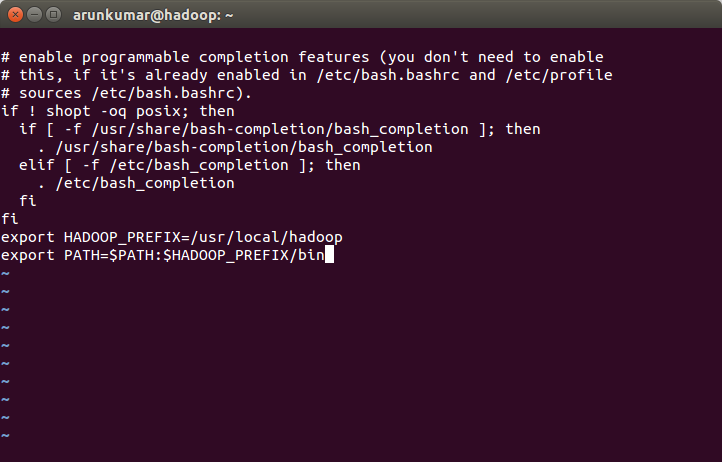 arunkumar@hadoop: ~
# enable programmable completion features (you don't need to enable
# this, if it's already enabled in /etc/bash.bashrc and /etc/profile
# sources /etc/bash.bashrc).
if ! shopt -oq posix; then
  if [ -f /usr/share/bash-completion/bash_completion ]; then
    . /usr/share/bash-completion/bash_completion
  elif [ -f /etc/bash_completion ]; then
    . /etc/bash_completion
  fi
fi
export HADOOP_PREFIX=/usr/local/hadoop
export PATH=$PATH:$HADOOP_PREFIX/bin
~
~
~
~
~
~
~
~
~
~